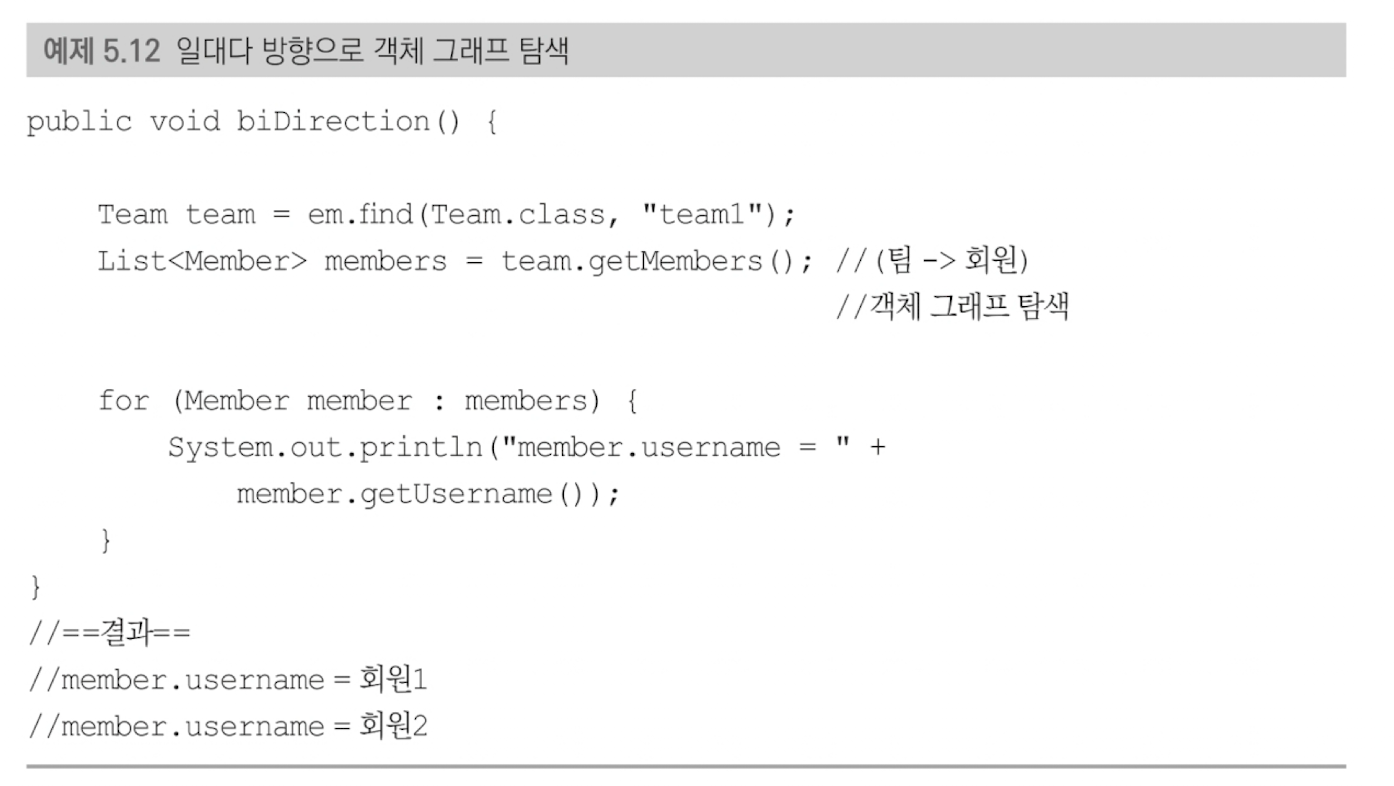 예제 5.12 일대다 방향으로 객체 그래프 탐색
public void biDirection() {
    Team team = em.find(Team.class, "team1");
    List<Member> members = team.getMembers(); //(팀 -> 회원)
                                              //객체 그래프 탐색
    for (Member member : members) {
        System.out.println("member.username = " +
            member.getUsername());
    }
}
//==결과==
//member.username = 회원1
//member.username = 회원2